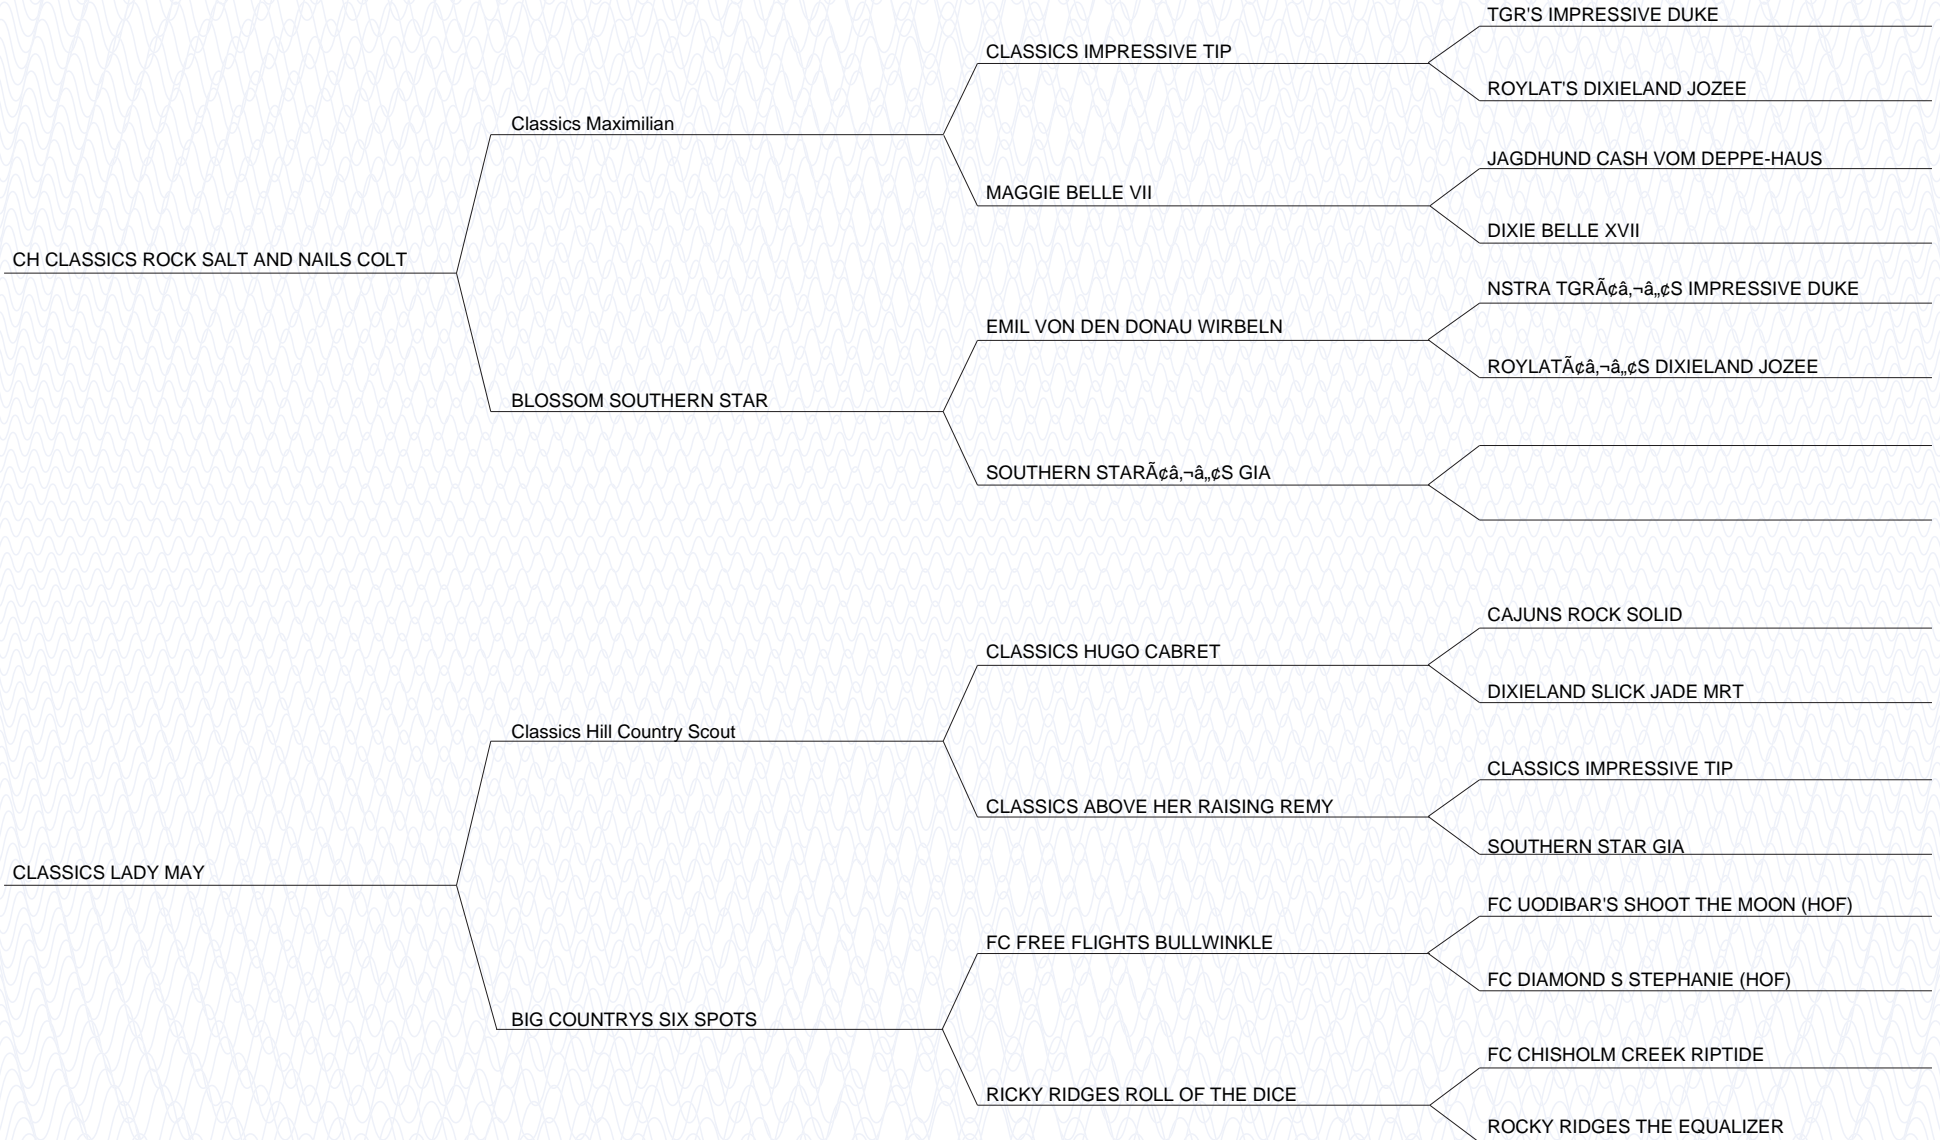 TGR'S IMPRESSIVE DUKE
CLASSICS IMPRESSIVE TIP
ROYLAT'S DIXIELAND JOZEE
Classics Maximilian
JAGDHUND CASH VOM DEPPE-HAUS
MAGGIE BELLE VII
DIXIE BELLE XVII
CH CLASSICS ROCK SALT AND NAILS COLT
NSTRA TGRÃ¢â‚¬â„¢S IMPRESSIVE DUKE
EMIL VON DEN DONAU WIRBELN
ROYLATÃ¢â‚¬â„¢S DIXIELAND JOZEE
BLOSSOM SOUTHERN STAR
SOUTHERN STARÃ¢â‚¬â„¢S GIA
CAJUNS ROCK SOLID
CLASSICS HUGO CABRET
DIXIELAND SLICK JADE MRT
Classics Hill Country Scout
CLASSICS IMPRESSIVE TIP
CLASSICS ABOVE HER RAISING REMY
SOUTHERN STAR GIA
CLASSICS LADY MAY
FC UODIBAR'S SHOOT THE MOON (HOF)
FC FREE FLIGHTS BULLWINKLE
FC DIAMOND S STEPHANIE (HOF)
BIG COUNTRYS SIX SPOTS
FC CHISHOLM CREEK RIPTIDE
RICKY RIDGES ROLL OF THE DICE
ROCKY RIDGES THE EQUALIZER